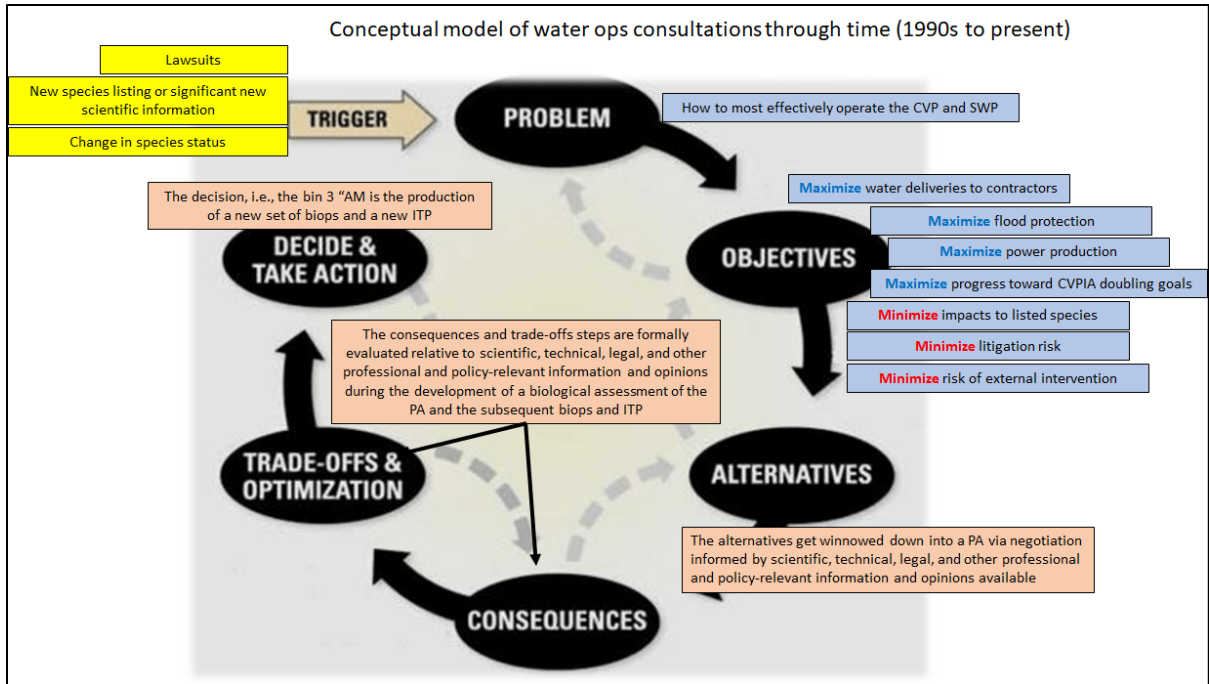 Conceptual model of water ops consultations through time (1990s to present)
Lawsuits
New species listing or significant new
scientific information
Change in species status
TRIGGER
PROBLEM
How to most effectively operate the CVP and SWP
Maximize water deliveries to contractors
Maximize flood protection
OBJECTIVES
Maximize power production
Maximize progress toward CVPIA doubling goals
Minimize impacts to listed species
Minimize litigation risk
Minimize risk of external intervention
The decision, i.e., the bin 3 “AM is the production
of a new set of biops and a new ITP
DECIDE &
TAKE ACTION
The consequences and trade-offs steps are formally
evaluated relative to scientific, technical, legal, and other
professional and policy-relevant information and opinions
during the development of a biological assessment of the
PA and the subsequent biops and ITP
TRADE-OFFS &
OPTIMIZATION
ALTERNATIVES
The alternatives get winnowed down into a PA via negotiation
informed by scientific, technical, legal, and other professional
and policy-relevant information and opinions available
CONSEQUENCES